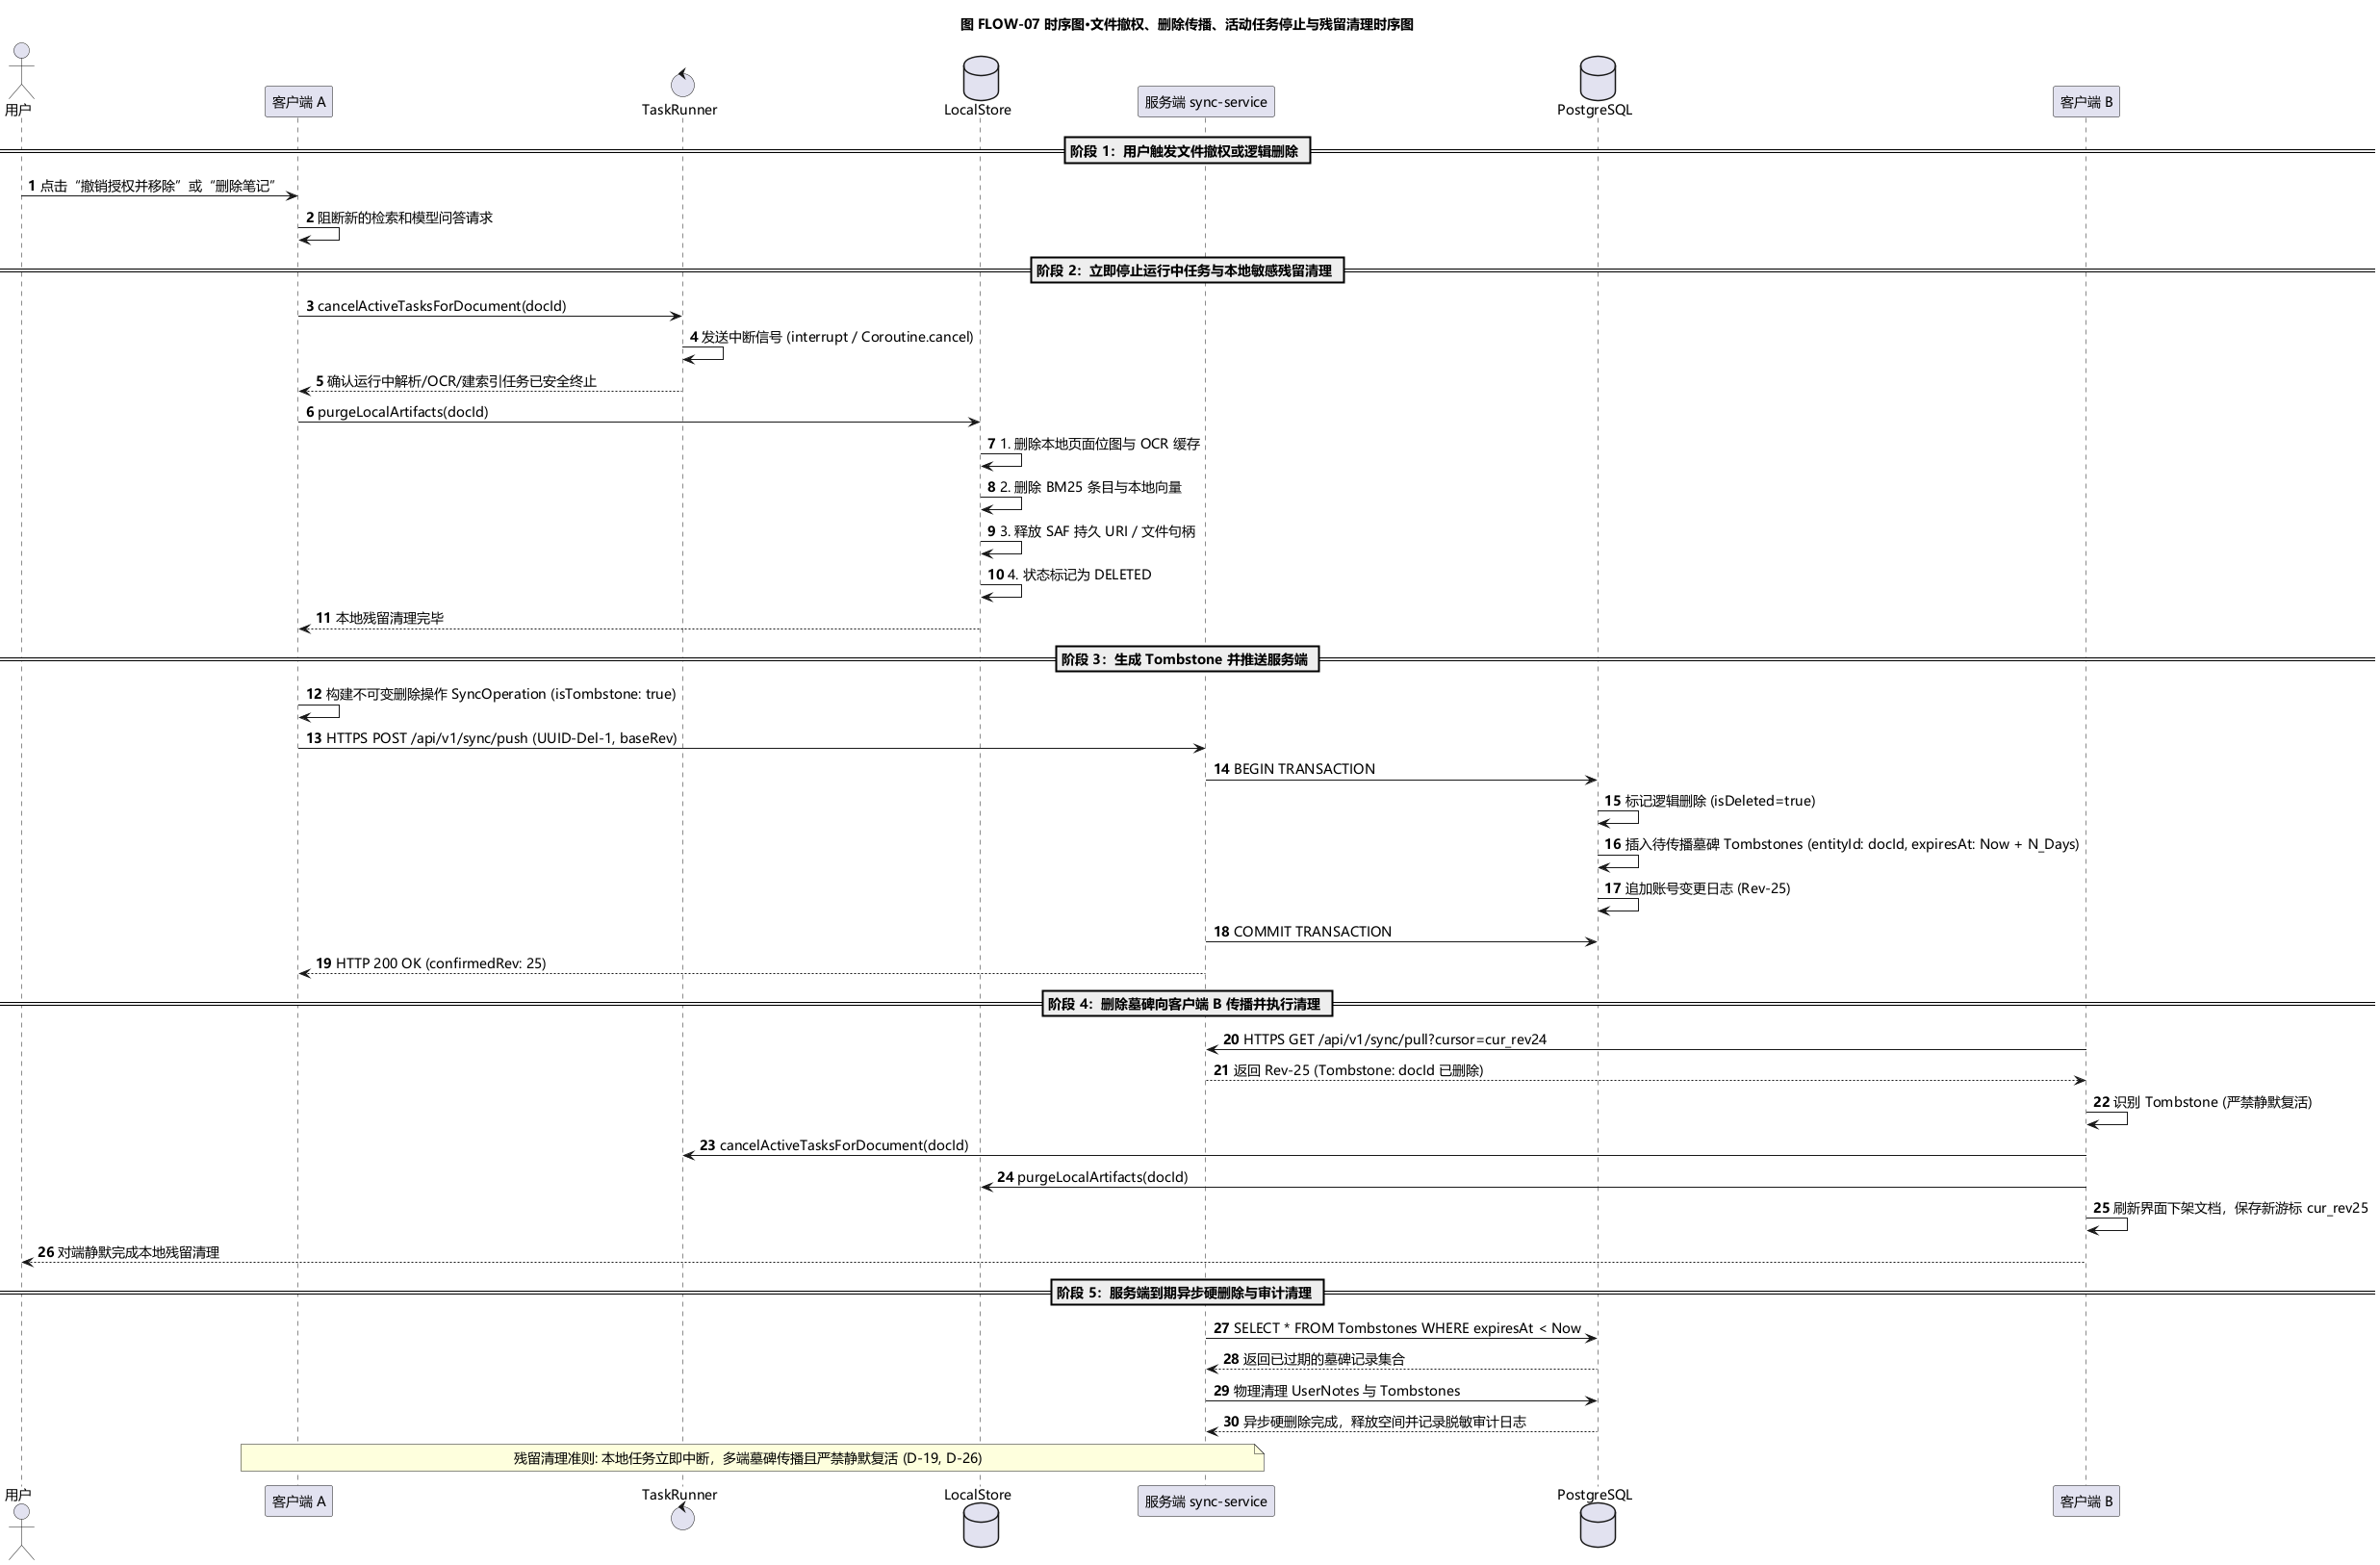 图 FLOW-07 时序图·文件撤权、删除传播、活动任务停止与残留清理时序图
用户
客户端 A
TaskRunner
LocalStore
服务端 sync-service
PostgreSQL
客户端 B
阶段 1：用户触发文件撤权或逻辑删除
1 点击“撤销授权并移除”或“删除笔记”
2 阻断新的检索和模型问答请求
阶段 2：立即停止运行中任务与本地敏感残留清理
3 cancelActiveTasksForDocument(docId)
4 发送中断信号 (interrupt / Coroutine.cancel)
5 确认运行中解析/OCR/建索引任务已安全终止
6 purgeLocalArtifacts(docId)
7 1. 删除本地页面位图与 OCR 缓存
8 2. 删除 BM25 条目与本地向量
9 3. 释放 SAF 持久 URI / 文件句柄
10 4. 状态标记为 DELETED
11 本地残留清理完毕
阶段 3：生成 Tombstone 并推送服务端
12 构建不可变删除操作 SyncOperation (isTombstone: true)
13 HTTPS POST /api/v1/sync/push (UUID-Del-1, baseRev)
14 BEGIN TRANSACTION
15 标记逻辑删除 (isDeleted=true)
16 插入待传播墓碑 Tombstones (entityId: docId, expiresAt: Now + N_Days)
17 追加账号变更日志 (Rev-25)
18 COMMIT TRANSACTION
19 HTTP 200 OK (confirmedRev: 25)
阶段 4：删除墓碑向客户端 B 传播并执行清理
20 HTTPS GET /api/v1/sync/pull?cursor=cur_rev24
21 返回 Rev-25 (Tombstone: docId 已删除)
22 识别 Tombstone (严禁静默复活)
23 cancelActiveTasksForDocument(docId)
24 purgeLocalArtifacts(docId)
25 刷新界面下架文档，保存新游标 cur_rev25
26 对端静默完成本地残留清理
阶段 5：服务端到期异步硬删除与审计清理
27 SELECT * FROM Tombstones WHERE expiresAt < Now
28 返回已过期的墓碑记录集合
29 物理清理 UserNotes 与 Tombstones
30 异步硬删除完成，释放空间并记录脱敏审计日志
残留清理准则: 本地任务立即中断，多端墓碑传播且严禁静默复活 (D-19, D-26)
用户
客户端 A
TaskRunner
LocalStore
服务端 sync-service
PostgreSQL
客户端 B